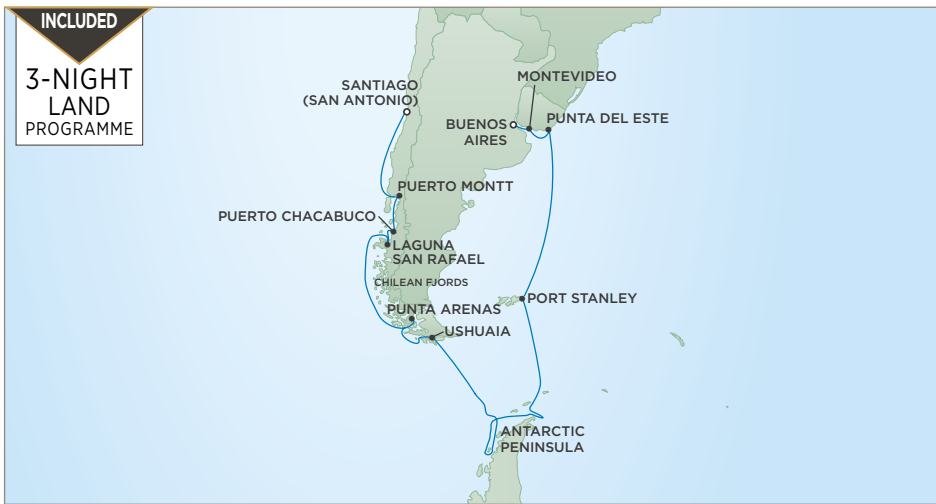 INCLUDED
3-NIGHT
LAND
PROGRAMME
SANTIAGO
(SAN ANTONIO)
MONTEVIDEO
BUENOS
AIRES
PUNTA DEL ESTE
PUERTO MONTT
PUERTO CHACABUCO
LAGUNA
SAN RAFAEL
CHILEAN FJORDS
PORT STANLEY
PUNTA ARENAS
USHUAIA
ANTARCTIC
PENINSULA